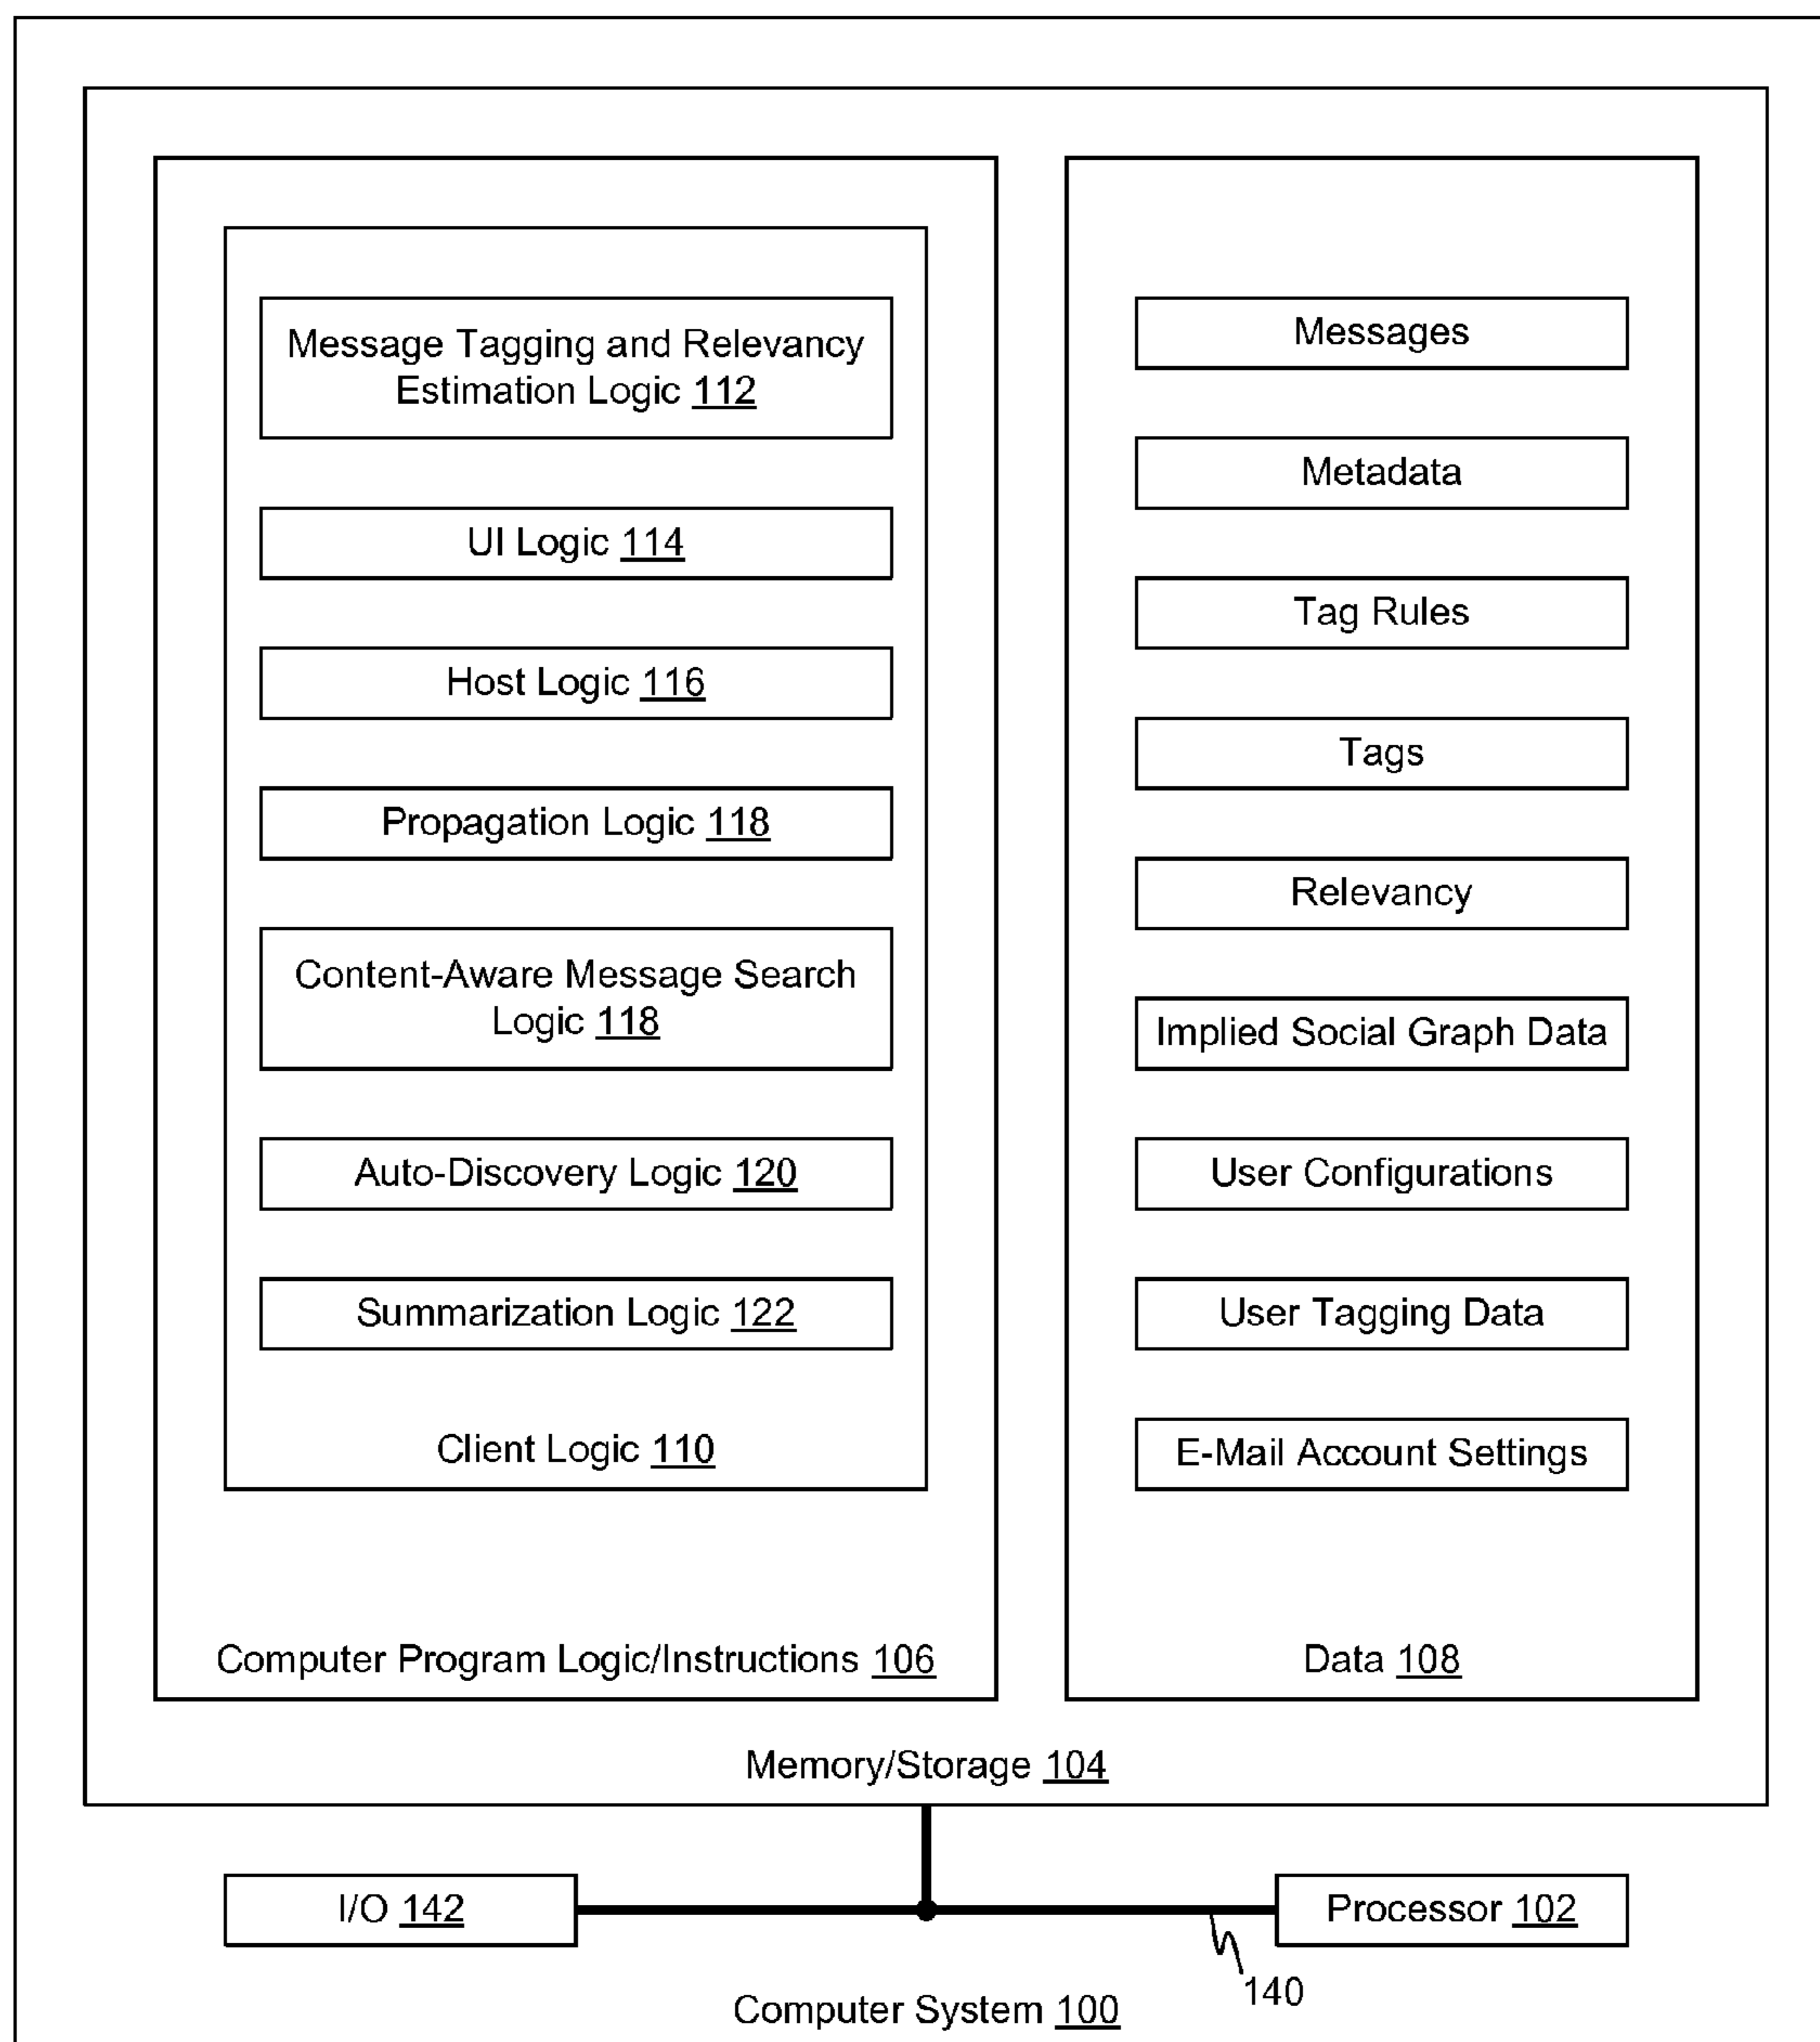 Message Tagging and Relevancy
Estimation Logic 112
UI Logic 114
Host Logic 116
Propagation Logic 118
Content-Aware Message Search
Logic 118
Auto-Discovery Logic 120
Summarization Logic 122
Client Logic 110
Computer Program Logic/Instructions 106
Messages
Metadata
Tag Rules
Tags
Relevancy
Implied Social Graph Data
User Configurations
User Tagging Data
E-Mail Account Settings
Data 108
Memory/Storage 104
I/O 142
Processor 102
140
Computer System 100